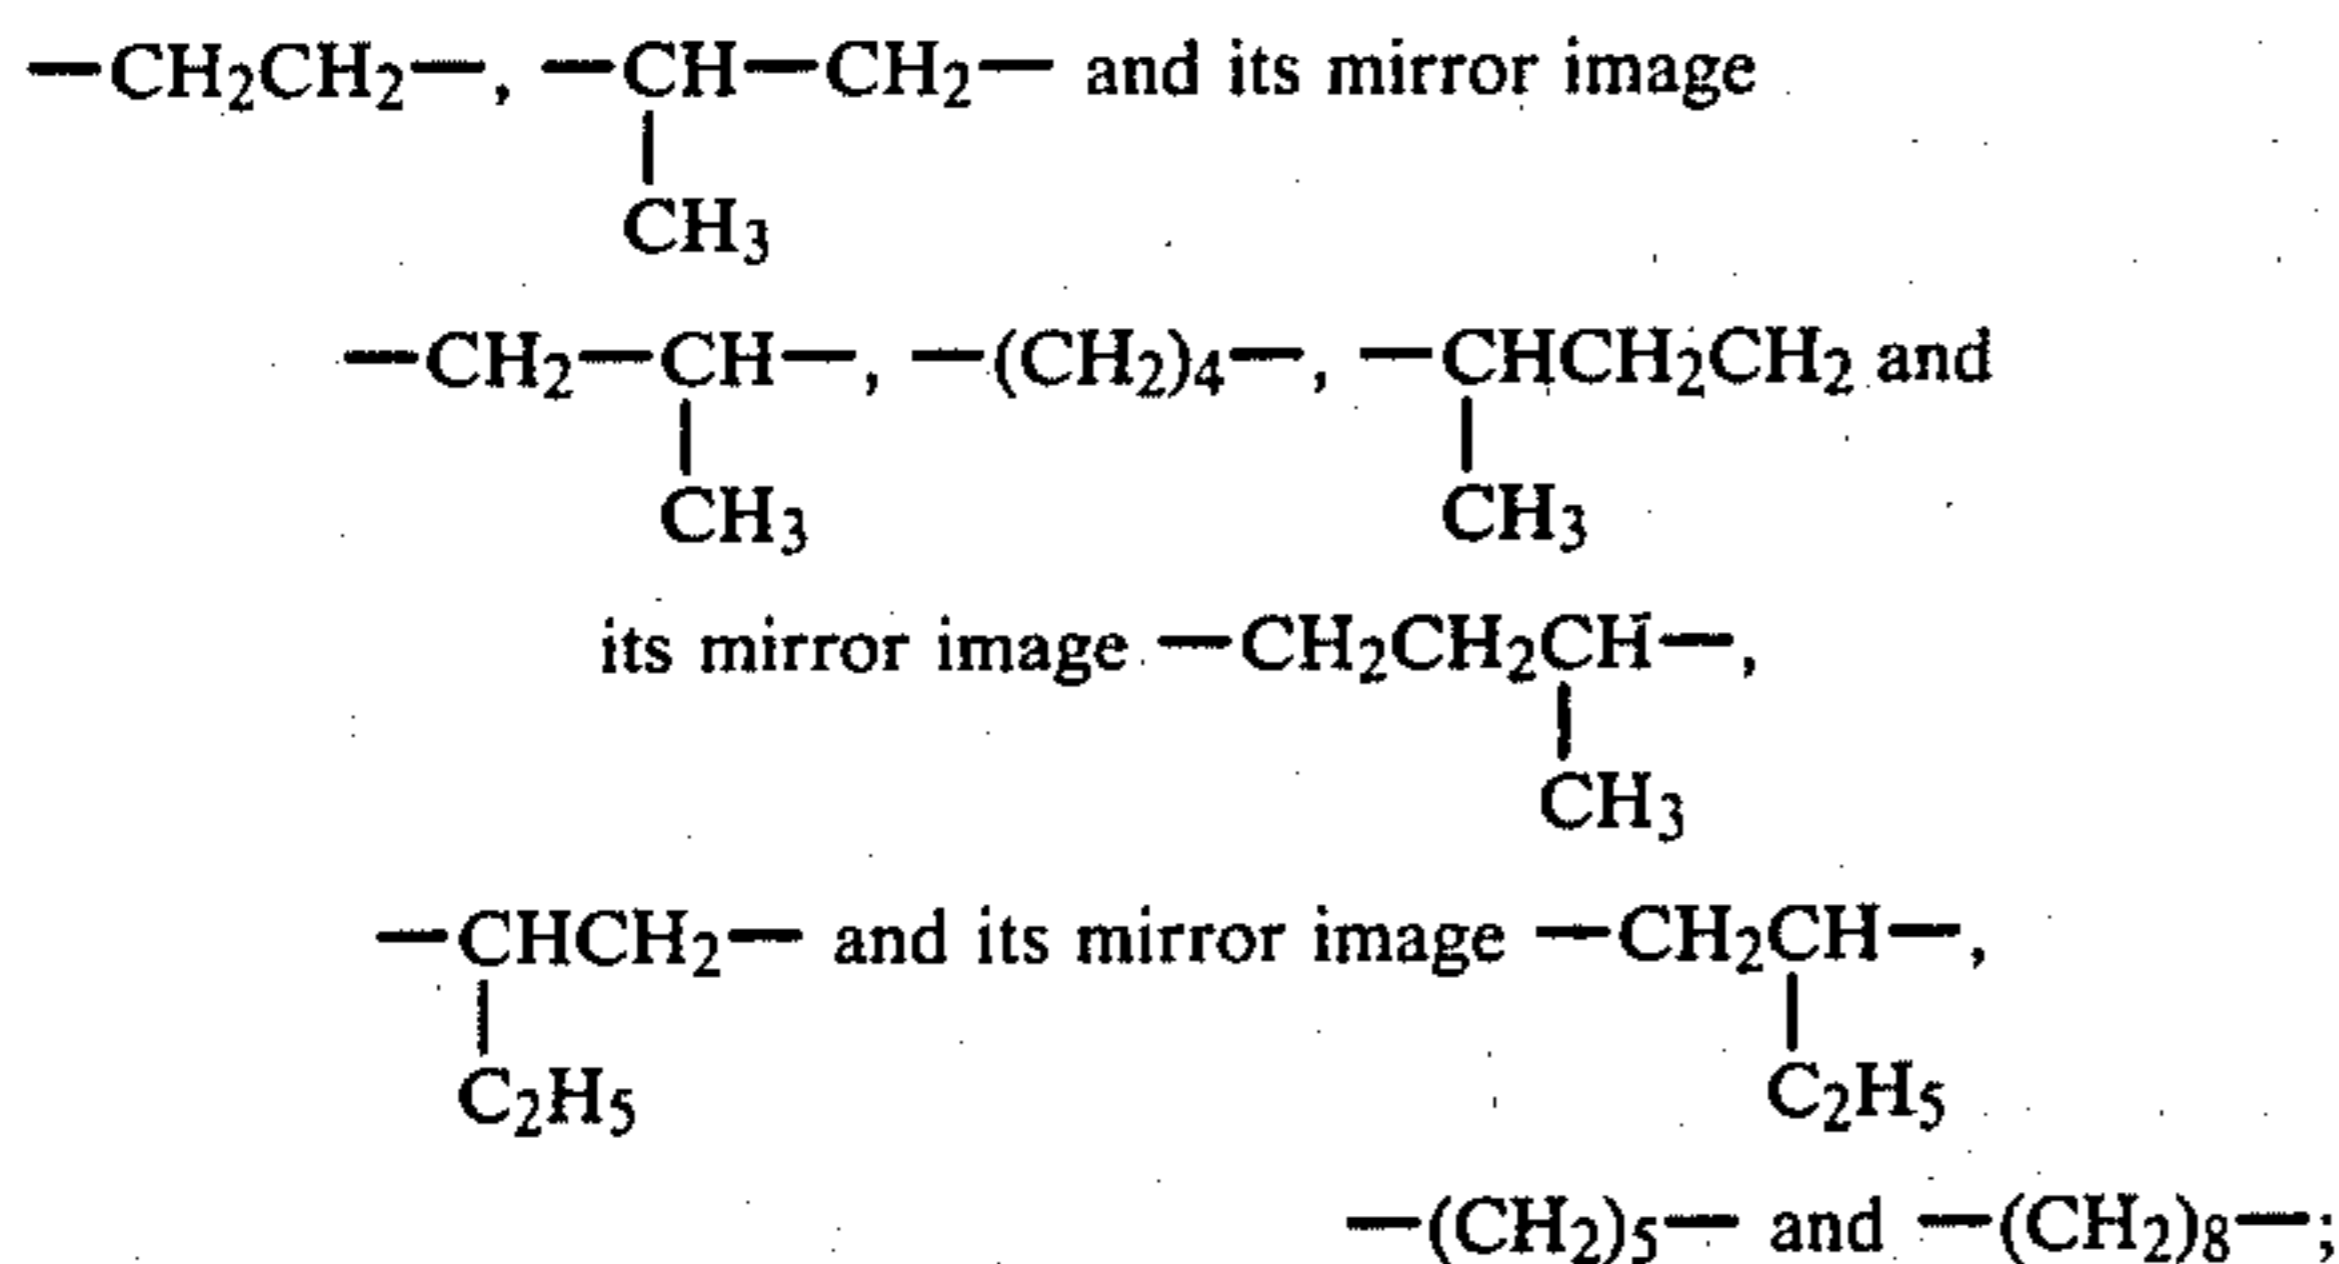 —CH₂CH₂—, —CH—CH₂— and its mirror image
|
CH₃
—CH₂—CH—, —(CH₂)₄—, —CHCH₂CH₂ and
| |
CH₃ CH₃
its mirror image —CH₂CH₂CH—,
|
CH₃
—CHCH₂— and its mirror image —CH₂CH—,
| |
C₂H₅ C₂H₅
—(CH₂)₅— and —(CH₂)₈—;